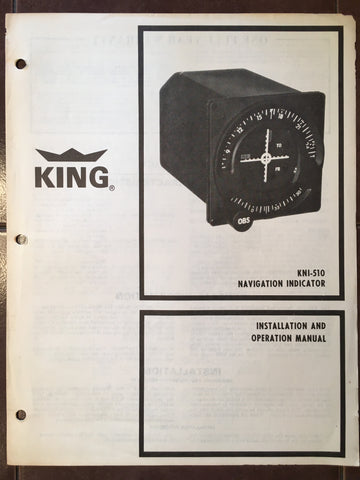 KING®
TO
FR
OBS
KNI-510
NAVIGATION INDICATOR
INSTALLATION AND
OPERATION MANUAL